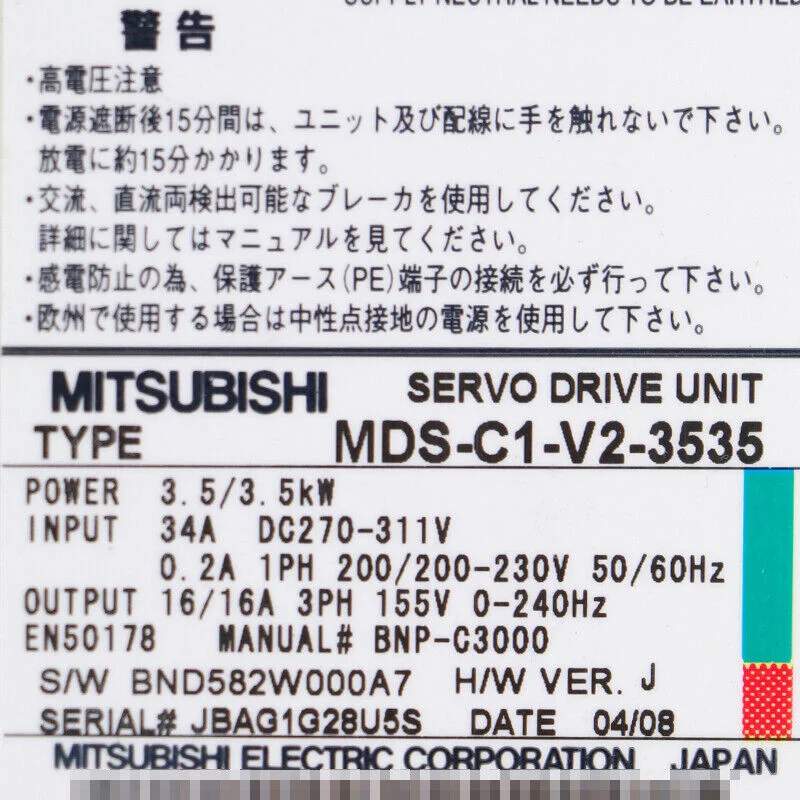 SUPPLY NEUTRAL NEEDS TO BE EARTHED
警告
・高電圧注意
・電源遮断後15分間は、ユニット及び配線に手を触れないで下さい。
放電に約15分かかります。
・交流、直流両検出可能なブレーカを使用してください。
詳細に関してはマニュアルを見てください。
・感電防止の為、保護アース(PE)端子の接続を必ず行って下さい。
・欧州で使用する場合は中性点接地の電源を使用して下さい。
MITSUBISHI SERVO DRIVE UNIT
TYPE MDS-C1-V2-3535
POWER 3.5/3.5kW
INPUT 34A DC270-311V
0.2A 1PH 200/200-230V 50/60Hz
OUTPUT 16/16A 3PH 155V 0-240Hz
EN50178 MANUAL# BNP-C3000
S/W BND582W000A7 H/W VER. J
SERIAL# JBAG1G28U5S DATE 04/08
MITSUBISHI ELECTRIC CORPORATION JAPAN